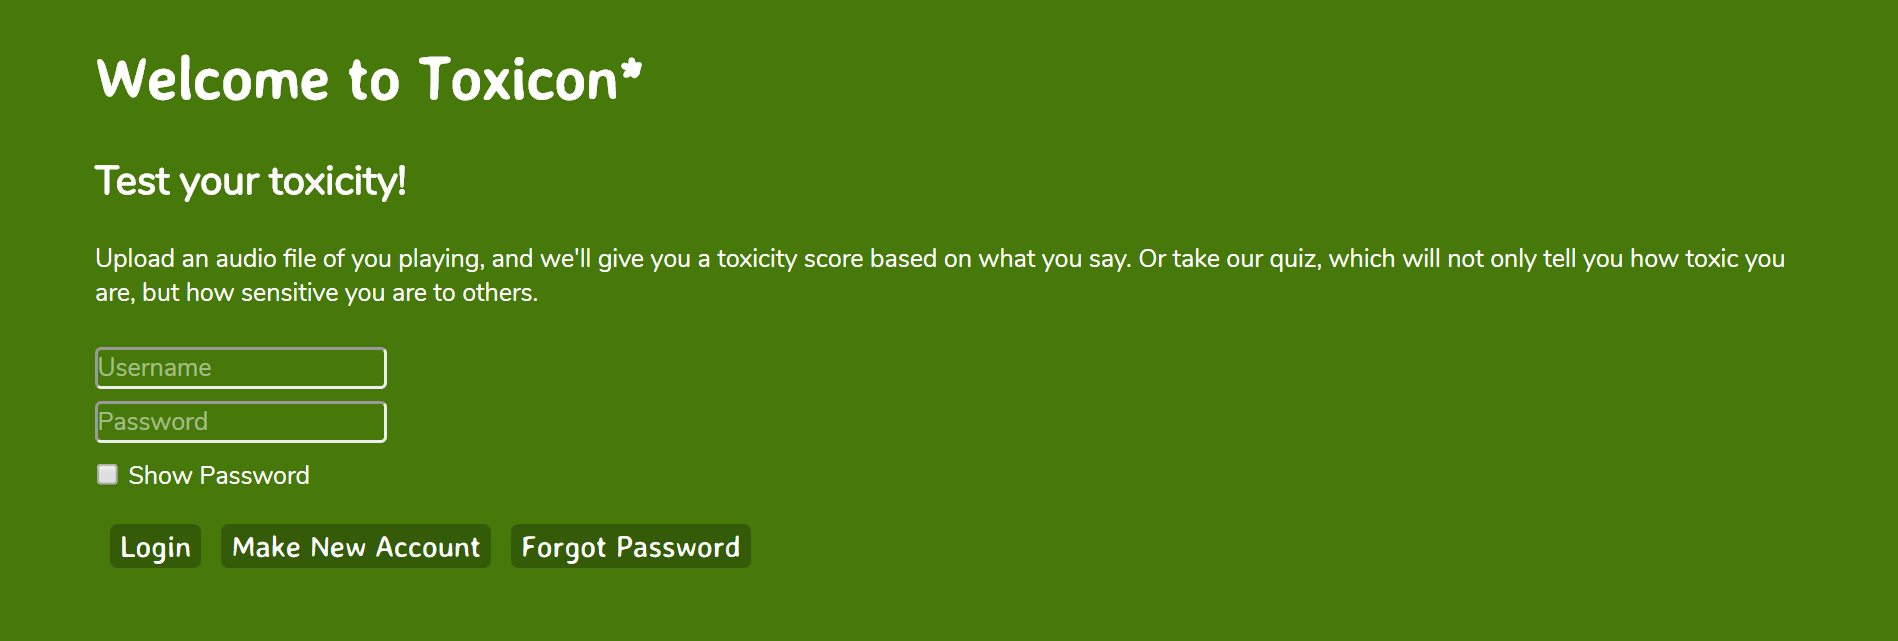 Welcome to Toxicon*
Test your toxicity!
Upload an audio file of you playing, and we'll give you a toxicity score based on what you say. Or take our quiz, which will not only tell you how toxic you
are, but how sensitive you are to others.
Username
Password
Show Password
Login Make New Account Forgot Password